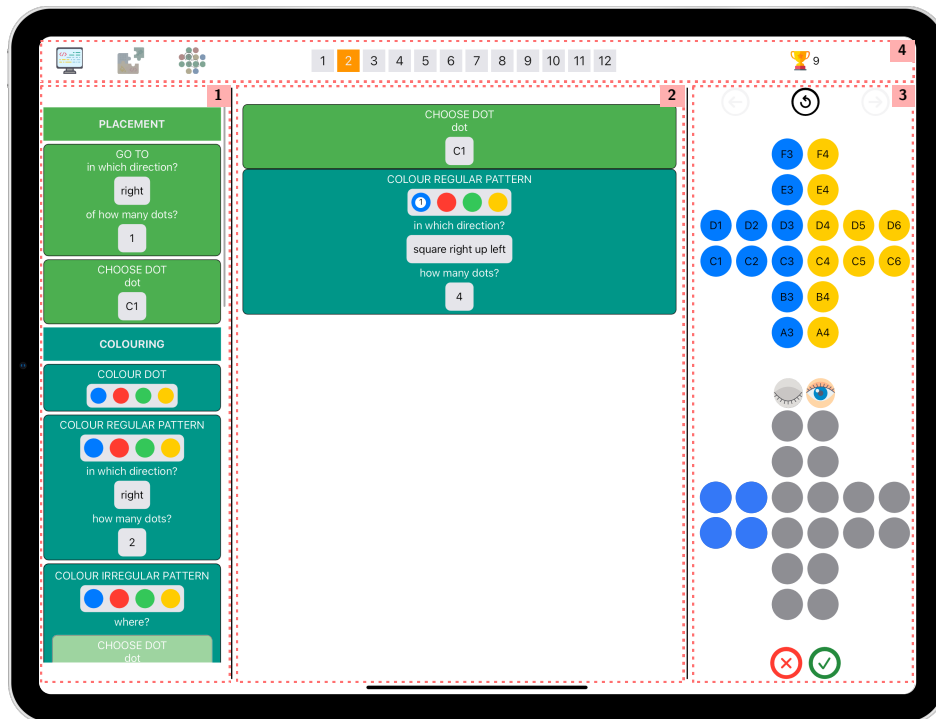 1 2 3 4 5 6 7 8 9 10 11 12
9
4
1
PLACEMENT
GO TO
in which direction?
right
of how many dots?
1
CHOOSE DOT
dot
C1
COLOURING
COLOUR DOT
COLOUR REGULAR PATTERN
in which direction?
right
how many dots?
2
COLOUR IRREGULAR PATTERN
where?
CHOOSE DOT
dot
2
CHOOSE DOT
dot
C1
COLOUR REGULAR PATTERN
1
in which direction?
square right up left
how many dots?
4
3
F3 F4
E3 E4
D1 D2 D3 D4 D5 D6
C1 C2 C3 C4 C5 C6
B3 B4
A3 A4